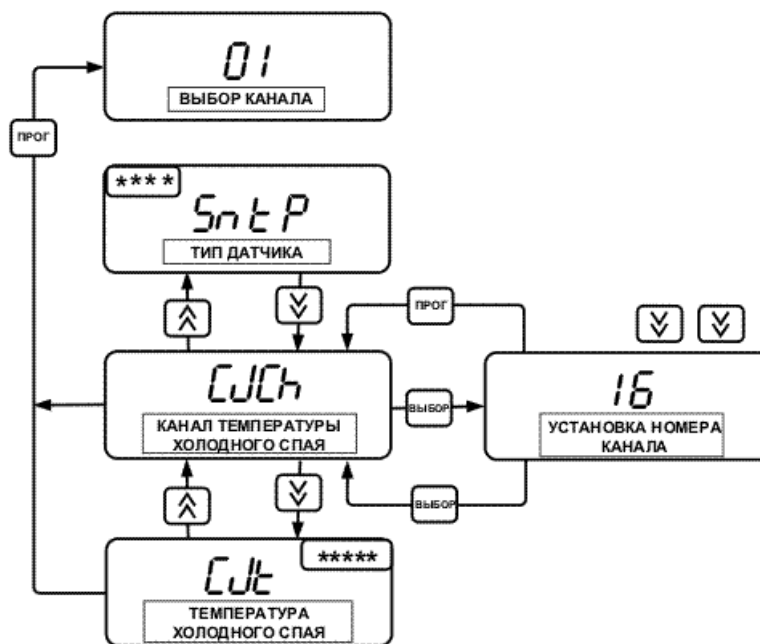 01
ВЫБОР КАНАЛА
ПРОГ
****
SntP
ТИП ДАТЧИКА
ПРОГ
CJCh
КАНАЛ ТЕМПЕРАТУРЫ
ХОЛОДНОГО СПАЯ
ВЫБОР
16
УСТАНОВКА НОМЕРА
КАНАЛА
ВЫБОР
*****
CJt
ТЕМПЕРАТУРА
ХОЛОДНОГО СПАЯ